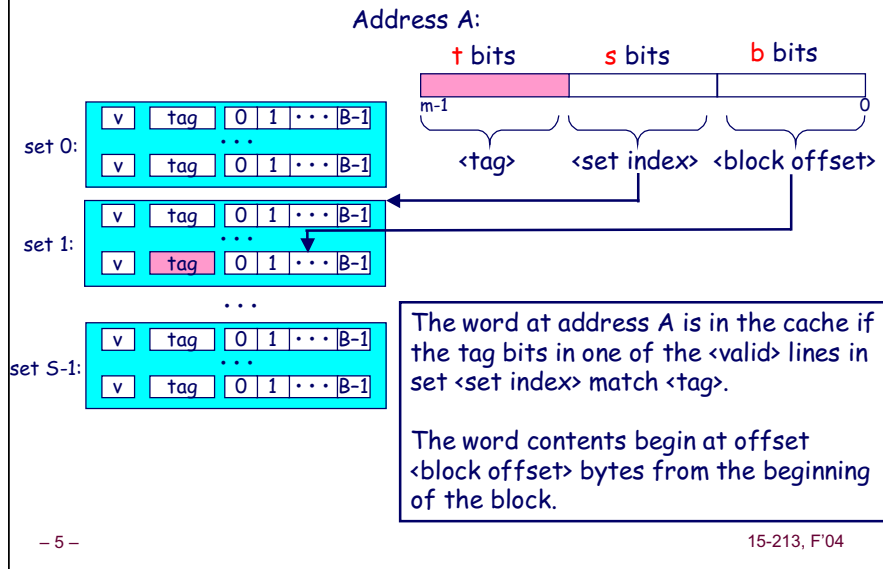 Address A:
t bits s bits b bits
m-1 0
<tag> <set index> <block offset>
set 0:
v tag 0 1 • • • B-1
• • •
v tag 0 1 • • • B-1
set 1:
v tag 0 1 • • • B-1
• • •
v tag 0 1 • • • B-1
• • •
set S-1:
v tag 0 1 • • • B-1
• • •
v tag 0 1 • • • B-1
The word at address A is in the cache if
the tag bits in one of the <valid> lines in
set <set index> match <tag>.
The word contents begin at offset
<block offset> bytes from the beginning
of the block.
– 5 –
15-213, F'04